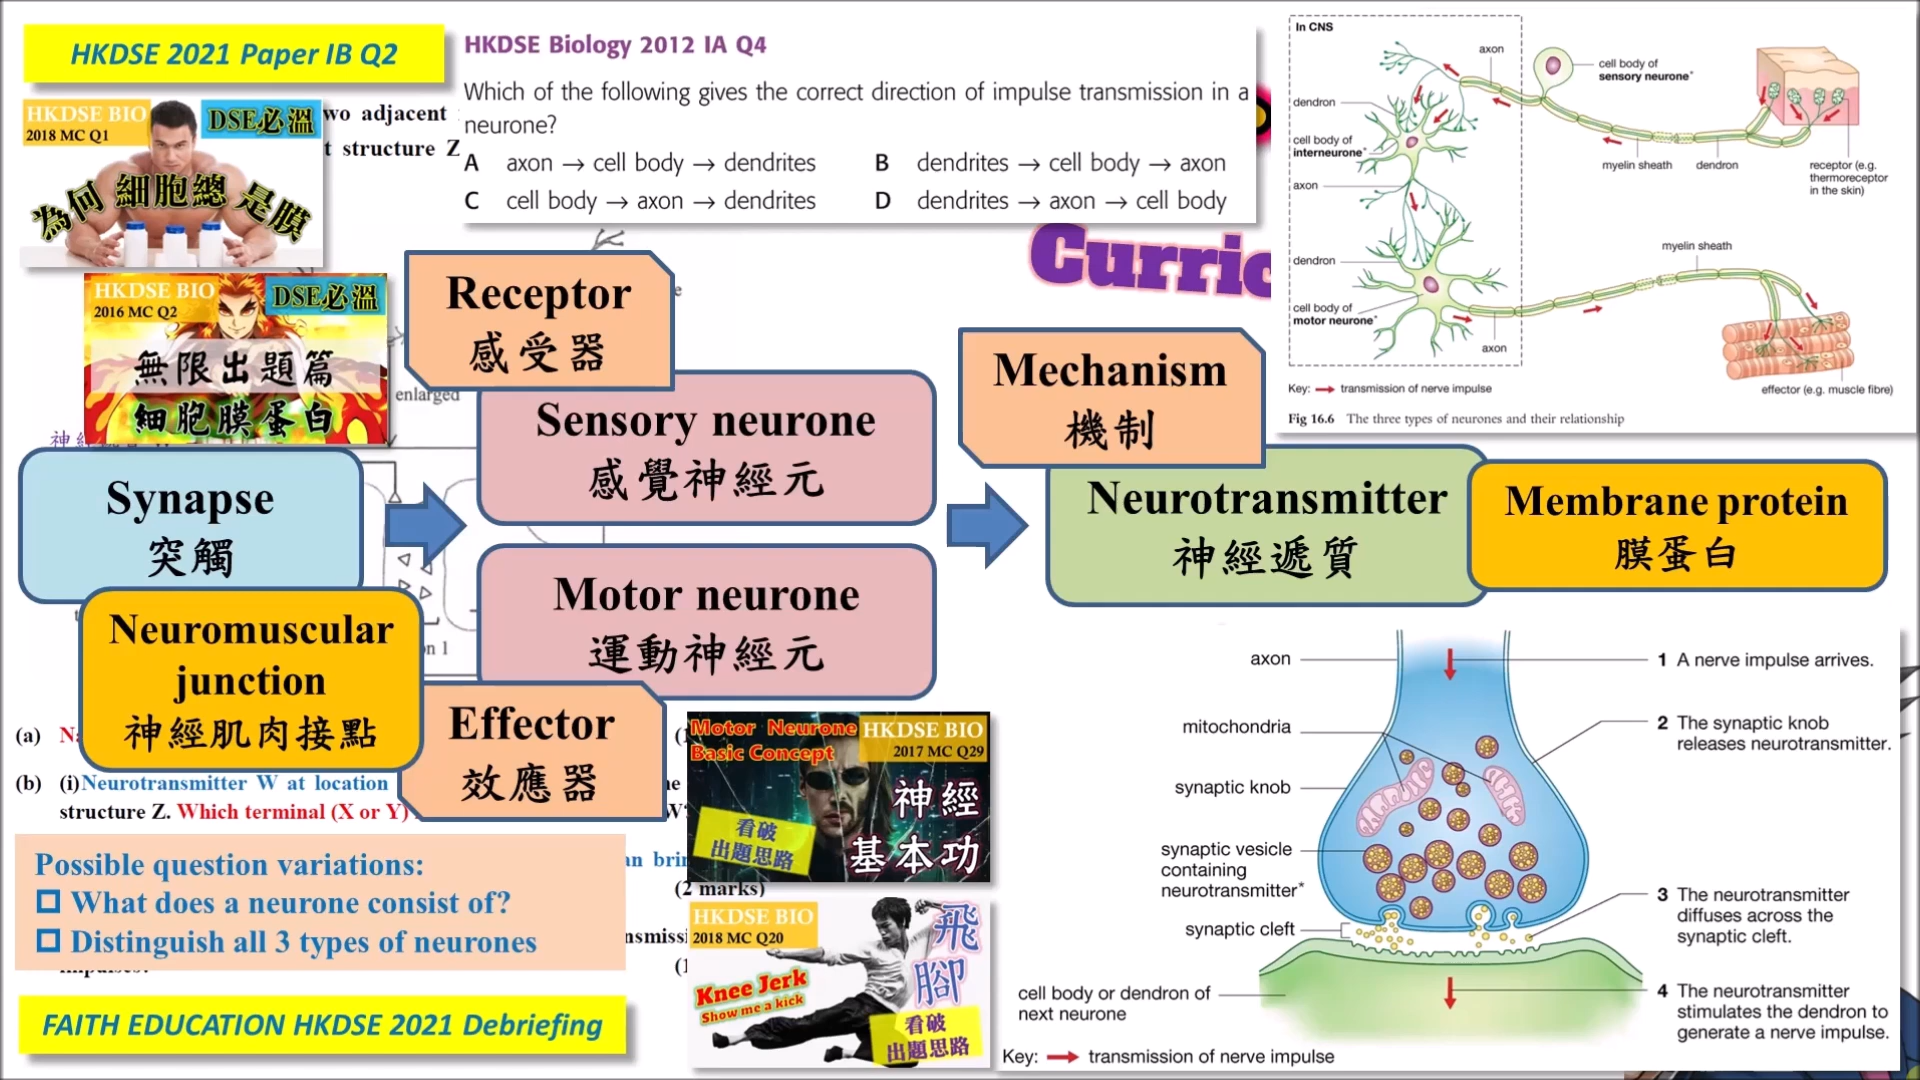 HKDSE 2021 Paper IB Q2
HKDSE BIO
2018 MC Q1
DSE必溫
為何細胞總是膜
wo adjacent
t structure Z
HKDSE Biology 2012 IA Q4
Which of the following gives the correct direction of impulse transmission in a
neurone?
A axon → cell body → dendrites
B dendrites → cell body → axon
C cell body → axon → dendrites
D dendrites → axon → cell body
Curric
HKDSE BIO
2016 MC Q2
DSE必溫
無限出題篇
細胞膜蛋白
enlarged
Receptor
感受器
Sensory neurone
感覺神經元
Mechanism
機制
Synapse
突觸
Neurotransmitter
神經遞質
Membrane protein
膜蛋白
Motor neurone
運動神經元
Neuromuscular
junction
神經肌肉接點
Effector
效應器
n 1
(a)
(b) (i) Neurotransmitter W at location
structure Z. Which terminal (X or Y)
(2 marks)
Possible question variations:
What does a neurone consist of?
Distinguish all 3 types of neurones
FAITH EDUCATION HKDSE 2021 Debriefing
Motor Neurone
Basic Concept
HKDSE BIO
2017 MC Q29
神經
基本功
看破
出題思路
HKDSE BIO
2018 MC Q20
飛腳
Knee Jerk
Show me a kick
看破
出題思路
In CNS
axon
cell body of
sensory neurone*
dendron
cell body of
interneurone*
axon
myelin sheath
dendron
receptor (e.g.
thermoreceptor
in the skin)
dendron
myelin sheath
cell body of
motor neurone*
axon
effector (e.g. muscle fibre)
Key: → transmission of nerve impulse
Fig 16.6 The three types of neurones and their relationship
axon
mitochondria
synaptic knob
synaptic vesicle
containing
neurotransmitter*
synaptic cleft
cell body or dendron of
next neurone
1 A nerve impulse arrives.
2 The synaptic knob
releases neurotransmitter.
3 The neurotransmitter
diffuses across the
synaptic cleft.
4 The neurotransmitter
stimulates the dendron to
generate a nerve impulse.
Key: → transmission of nerve impulse